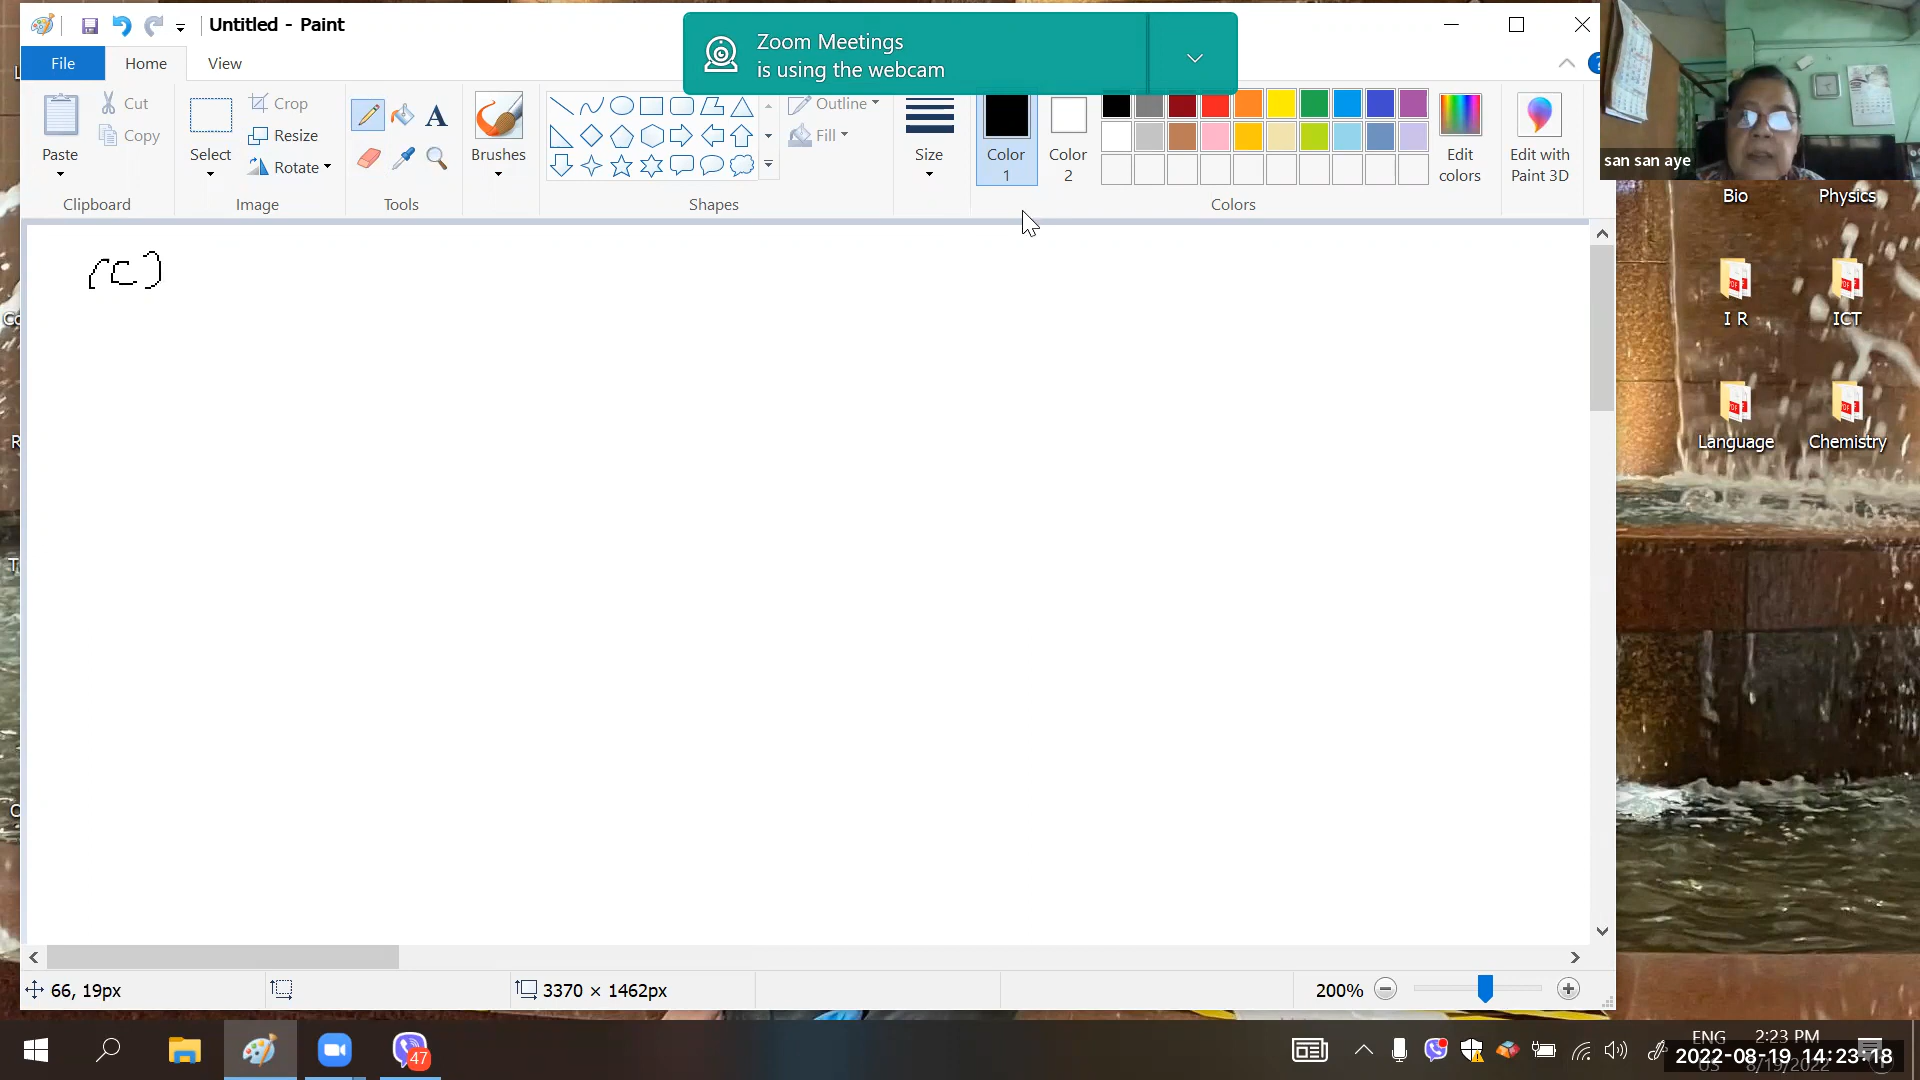 Untitled - Paint
Zoom Meetings
is using the webcam
File
Home
View
Paste
Cut
Copy
Clipboard
Select
Crop
Resize
Rotate
Image
A
Tools
Brushes
Shapes
Outline
Fill
Size
Color
1
Color
2
Colors
Edit
colors
Edit with
Paint 3D
san san aye
Bio
Physics
I R
ICT
Language
Chemistry
(C)
66, 19px
3370 × 1462px
200%
47
ENG
2:23 PM
2022-08-19 14:23:18